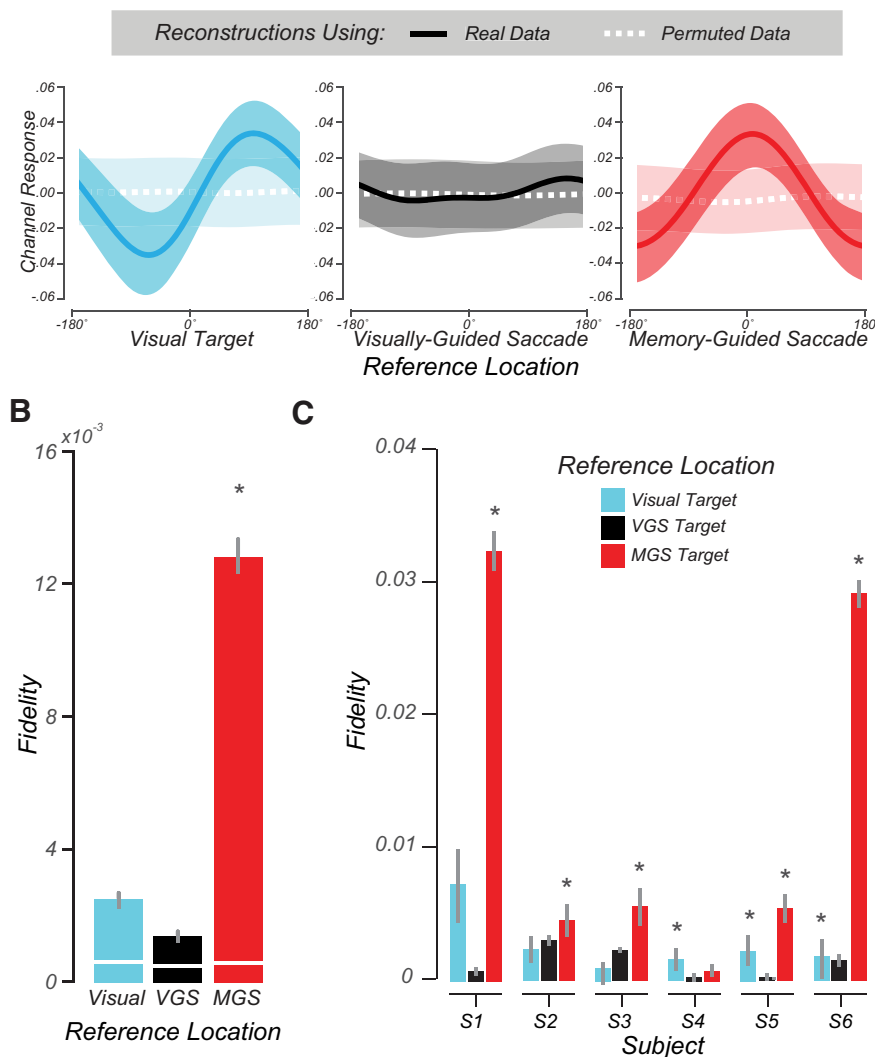 Reconstructions Using: Real Data Permuted Data
Channel Response
.06
.04
.02
0
-.02
-.04
-.06
-180° 0° 180°
Visual Target
.06
.04
.02
0
-.02
.04
.06
-180° 0° 180°
Visually-Guided Saccade
.06
.04
.02
0
-.02
-.04
-.06
-180° 0° 180
Memory-Guided Saccade
Reference Location
B
x10-3
16
12
8
4
0
Fidelity
Visual VGS MGS
Reference Location
*
C
0.04
0.03
0.02
0.01
0
Fidelity
Reference Location
Visual Target
VGS Target
MGS Target
* * * * * * * *
S1 S2 S3 S4 S5 S6
Subject